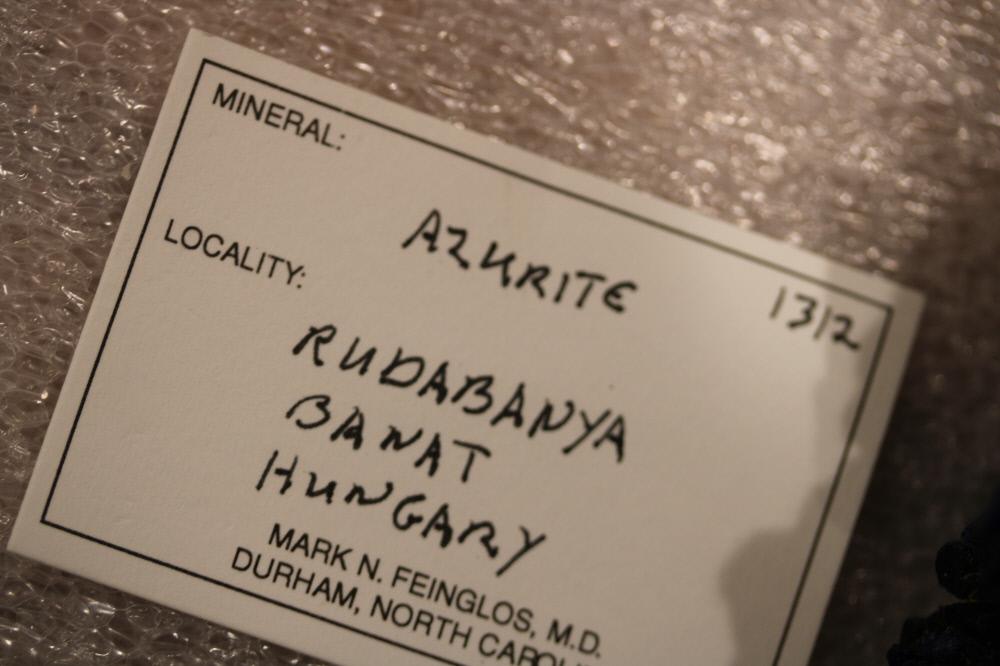 MINERAL:
AZURITE
1312
LOCALITY:
RUDABANYA
BANAT
HUNGARY
MARK N. FEINGLOS, M.D.
DURHAM, NORTH